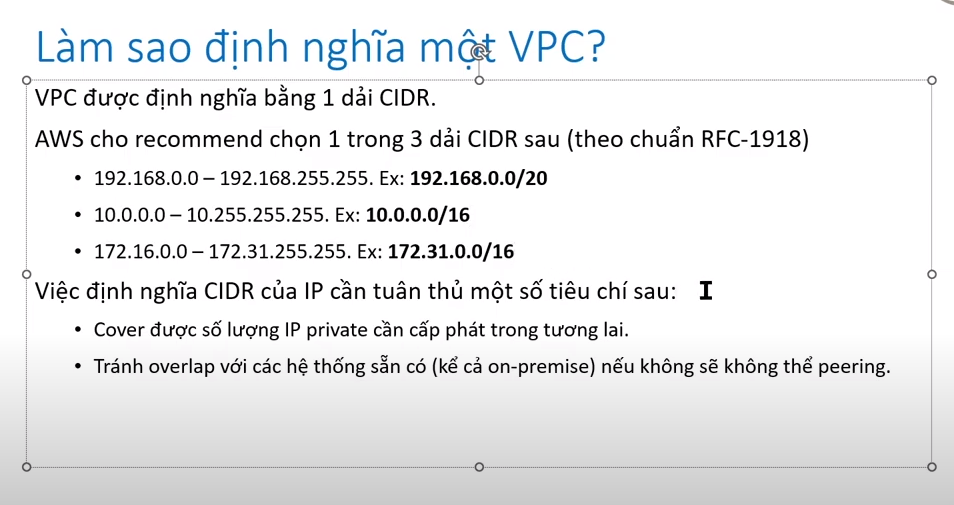 Làm sao định nghĩa một VPC?
VPC được định nghĩa bằng 1 dải CIDR.
AWS cho recommend chọn 1 trong 3 dải CIDR sau (theo chuẩn RFC-1918)
• 192.168.0.0 – 192.168.255.255. Ex: 192.168.0.0/20
• 10.0.0.0 – 10.255.255.255. Ex: 10.0.0.0/16
• 172.16.0.0 – 172.31.255.255. Ex: 172.31.0.0/16
Việc định nghĩa CIDR của IP cần tuân thủ một số tiêu chí sau:
• Cover được số lượng IP private cần cấp phát trong tương lai.
• Tránh overlap với các hệ thống sẵn có (kể cả on-premise) nếu không sẽ không thể peering.